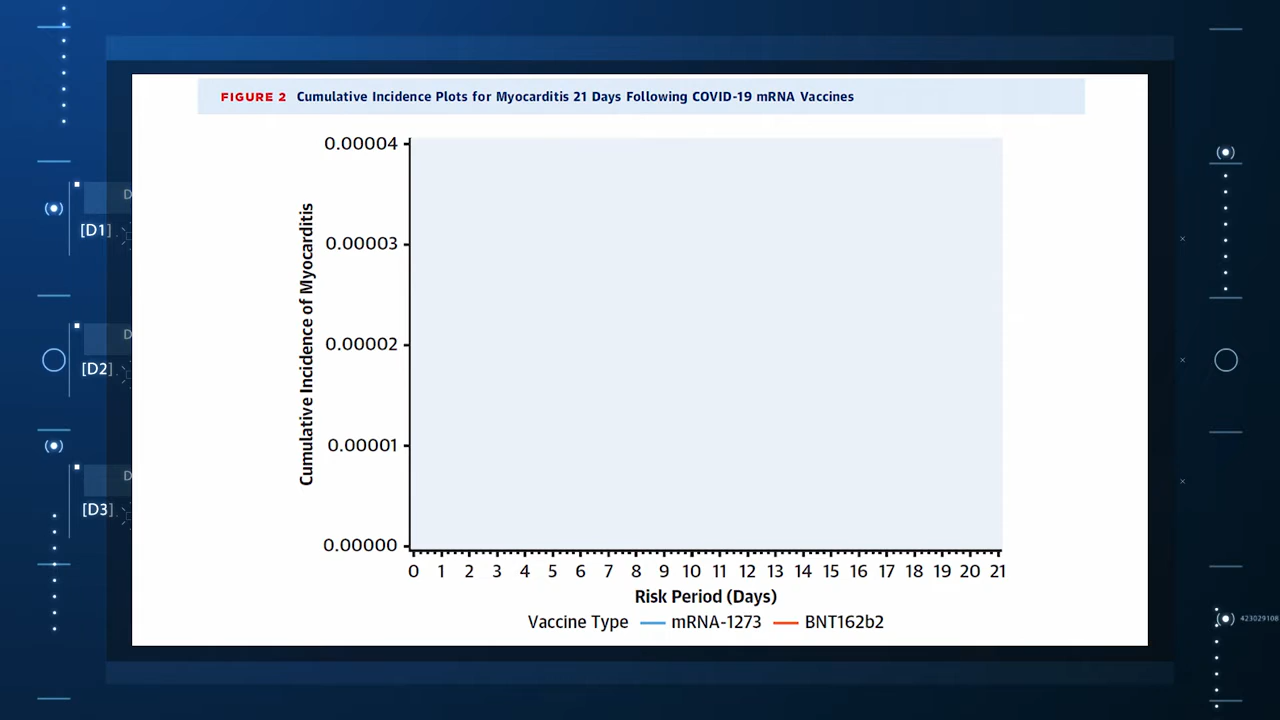 FIGURE 2 Cumulative Incidence Plots for Myocarditis 21 Days Following COVID-19 mRNA Vaccines
Cumulative Incidence of Myocarditis
0.00004
0.00003
0.00002
0.00001
0.00000
0 1 2 3 4 5 6 7 8 9 10 11 12 13 14 15 16 17 18 19 20 21
Risk Period (Days)
Vaccine Type mRNA-1273 BNT162b2
[D1]
D
[D2]
D
[D3]
D
423029108